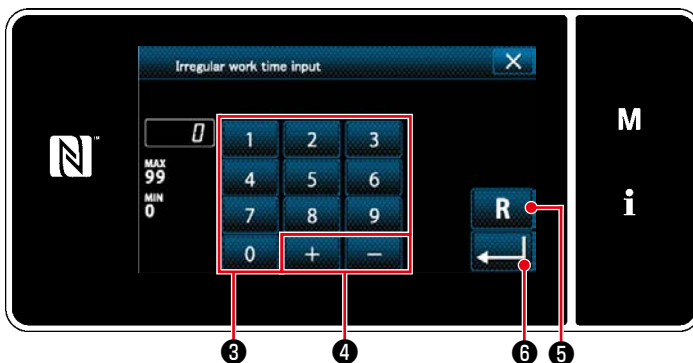 Irregular work time input
0
MAX
99
MIN
0
1 2 3
4 5 6
7 8 9
0 + −
R
M
i
N™
❸ ❹ ❻ ❺